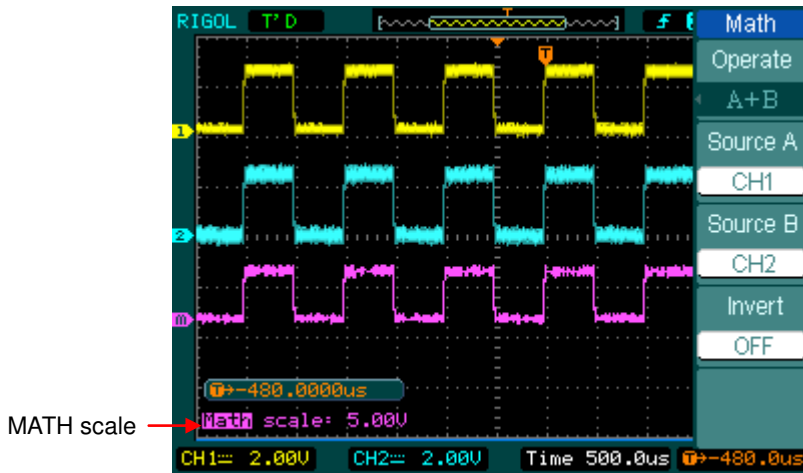 RIGOL T'D T
Math
Operate
A+B
Source A
CH1
Source B
CH2
Invert
OFF
T
1
2
m
T→-480.0000us
MATH scale
Math scale: 5.00V
CH1 2.00V CH2 2.00V Time 500.0us T→-480.0us